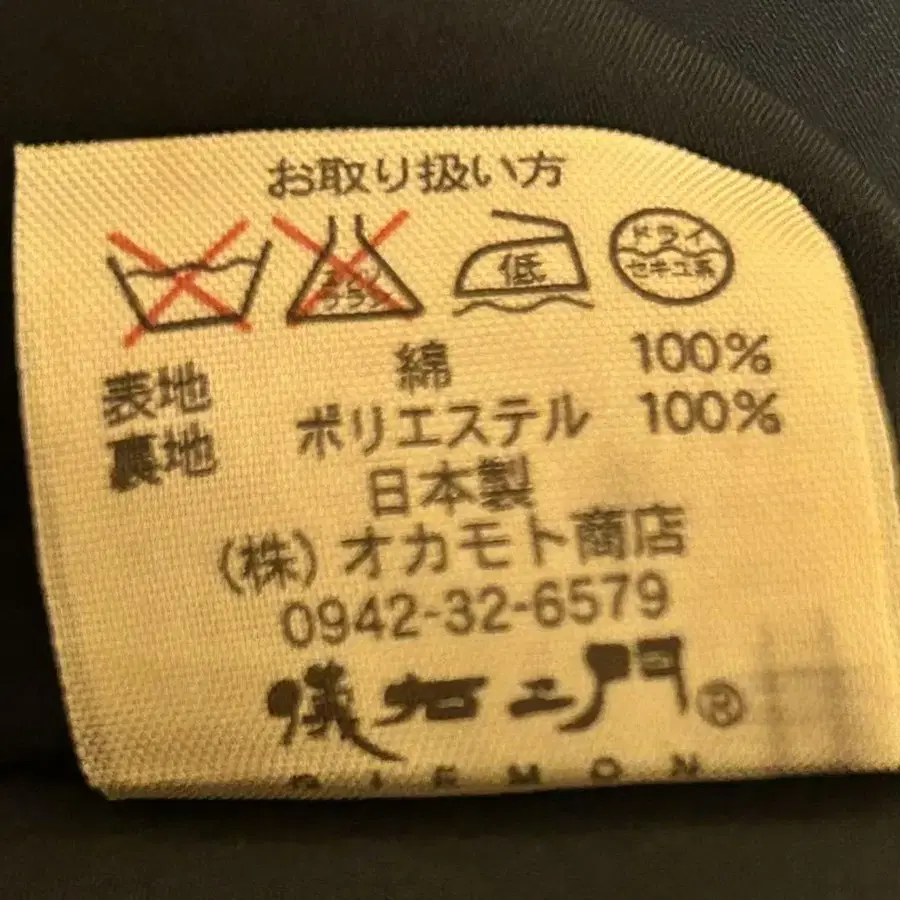 お取り扱い方
低
ドライ
セキユ系
表地 綿 100%
裏地 ポリエステル 100%
日本製
(株)オカモト商店
0942-32-6579
儀右ヱ門®